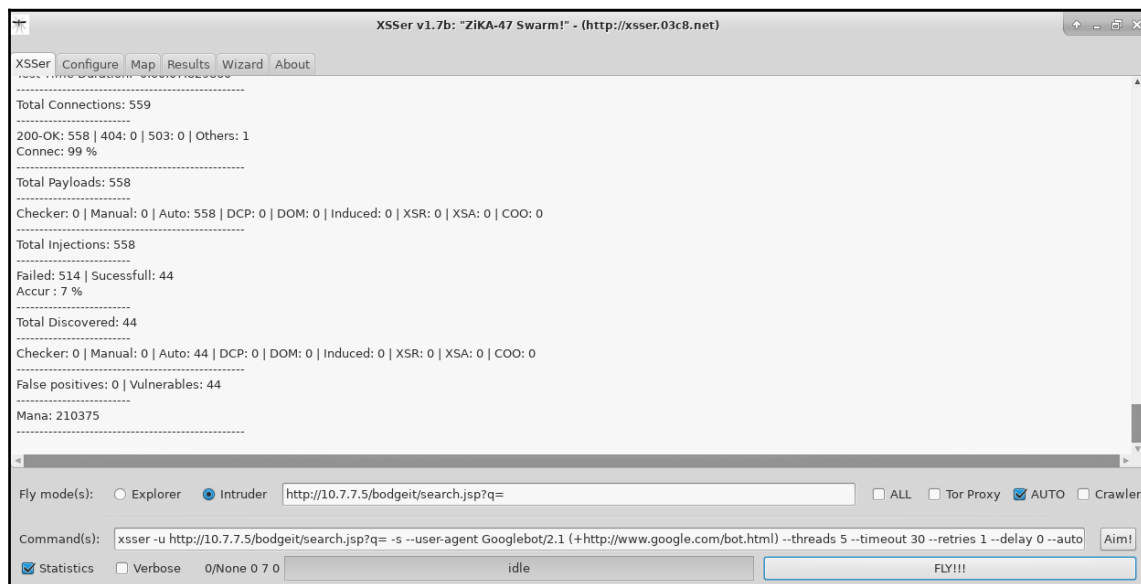 XSSer v1.7b: "ZiKA-47 Swarm!" - (http://xsser.03c8.net)
XSSer Configure Map Results Wizard About
-------------------------------------------------
Total Connections: 559
-------------------------
200-OK: 558 | 404: 0 | 503: 0 | Others: 1
Connec: 99 %
-------------------------------------------------
Total Payloads: 558
-------------------------
Checker: 0 | Manual: 0 | Auto: 558 | DCP: 0 | DOM: 0 | Induced: 0 | XSR: 0 | XSA: 0 | COO: 0
-------------------------------------------------
Total Injections: 558
-------------------------
Failed: 514 | Sucessfull: 44
Accur : 7 %
-------------------------
Total Discovered: 44
-------------------------
Checker: 0 | Manual: 0 | Auto: 44 | DCP: 0 | DOM: 0 | Induced: 0 | XSR: 0 | XSA: 0 | COO: 0
-------------------------------------------------
False positives: 0 | Vulnerables: 44
-------------------------
Mana: 210375
-------------------------------------------------
Fly mode(s): Explorer Intruder http://10.7.7.5/bodgeit/search.jsp?q= ALL Tor Proxy AUTO Crawler
Command(s): xsser -u http://10.7.7.5/bodgeit/search.jsp?q= -s --user-agent Googlebot/2.1 (+http://www.google.com/bot.html) --threads 5 --timeout 30 --retries 1 --delay 0 --auto Aim!
Statistics Verbose 0/None 0 7 0 idle FLY!!!